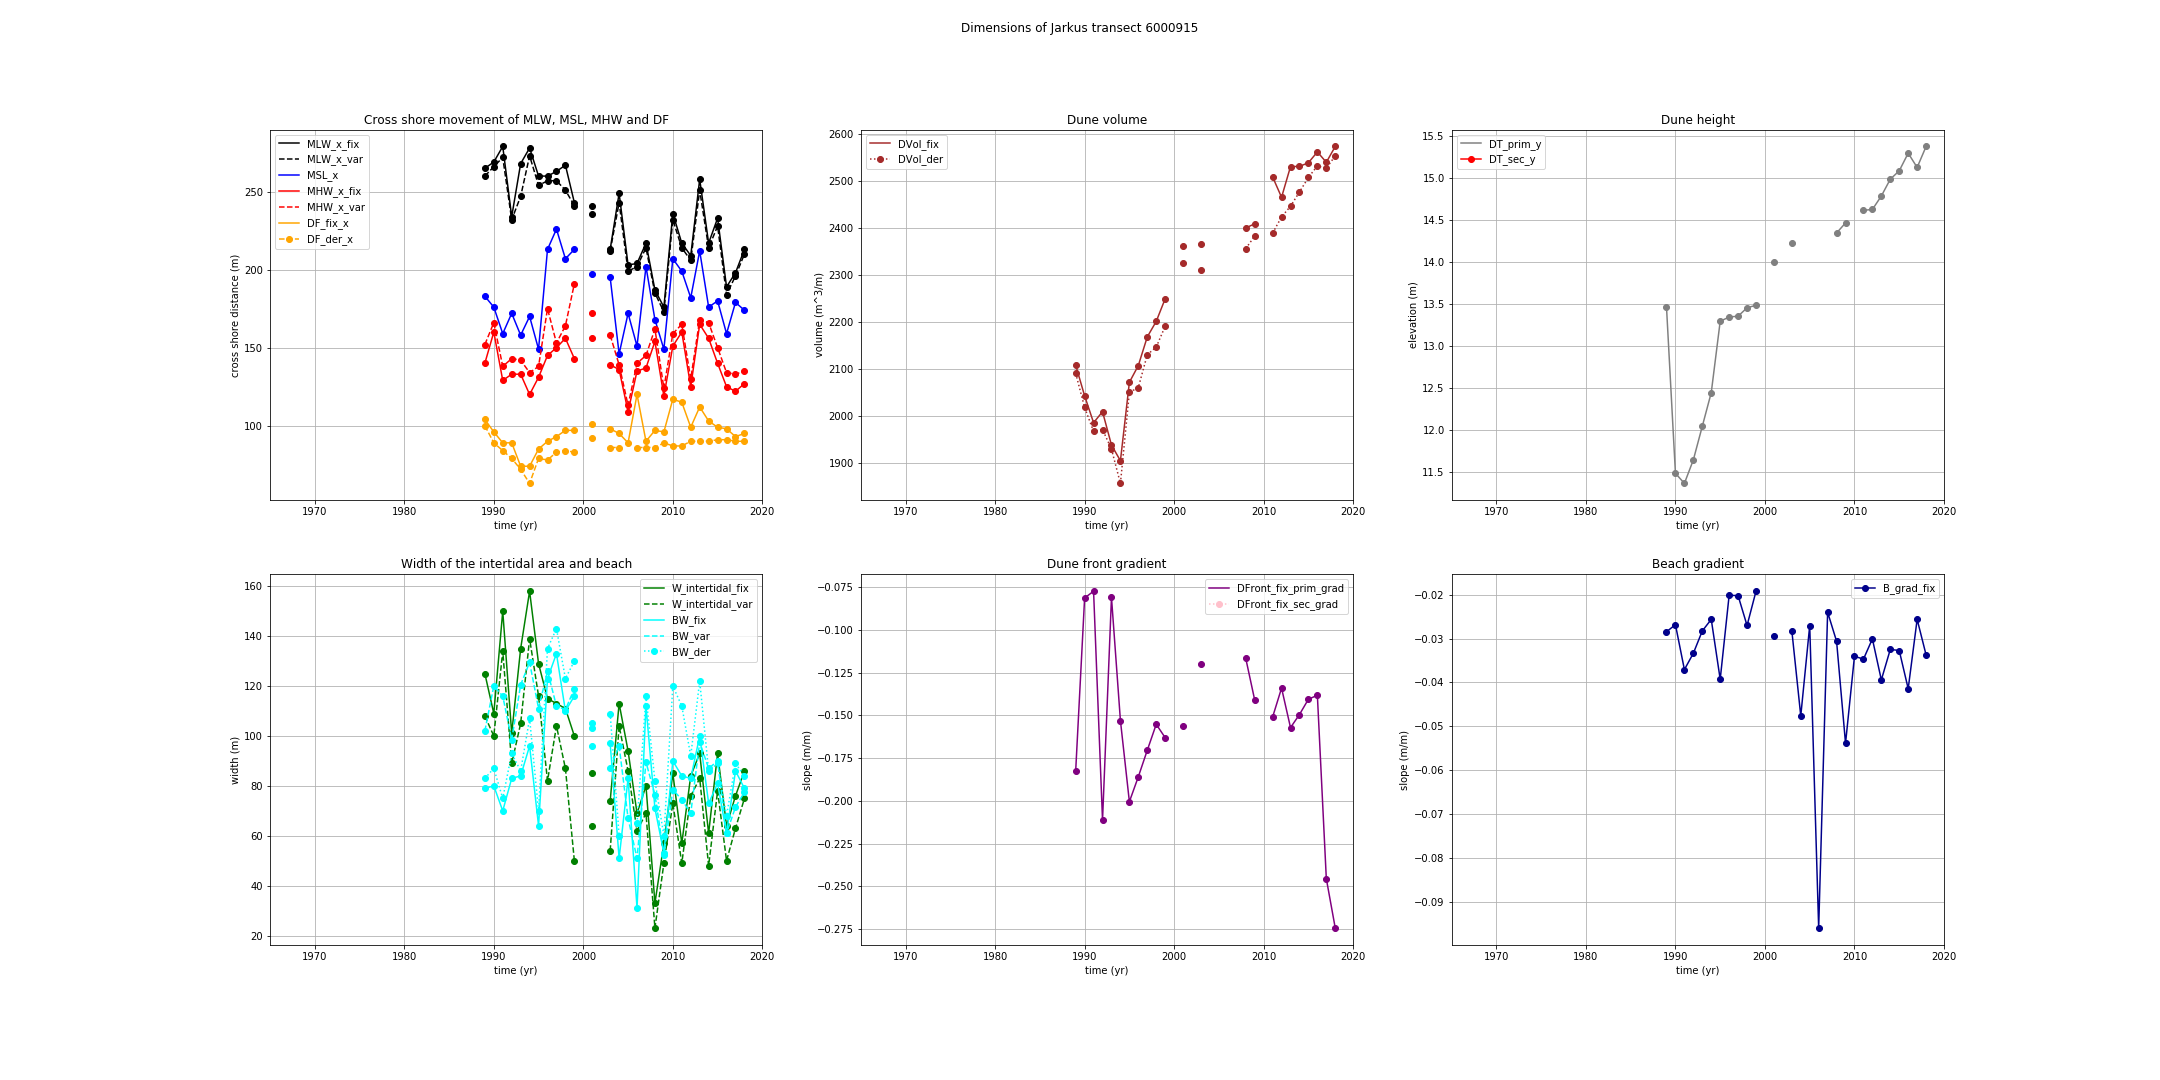 Dimensions of Jarkus transect 6000915
Cross shore movement of MLW, MSL, MHW and DF
MLW_x_fix
MLW_x_var
MSL_x
MHW_x_fix
MHW_x_var
DF_fix_x
DF_der_x
250
200
150
100
cross shore distance (m)
1970 1980 1990 2000 2010 2020
time (yr)
Dune volume
DVol_fix
DVol_der
2600
2500
2400
2300
2200
2100
2000
1900
volume (m^3/m)
1970 1980 1990 2000 2010 2020
time (yr)
Dune height
DT_prim_y
DT_sec_y
15.5
15.0
14.5
14.0
13.5
13.0
12.5
12.0
11.5
elevation (m)
1970 1980 1990 2000 2010 2020
time (yr)
Width of the intertidal area and beach
W_intertidal_fix
W_intertidal_var
BW_fix
BW_var
BW_der
160
140
120
100
80
60
40
20
width (m)
1970 1980 1990 2000 2010 2020
time (yr)
Dune front gradient
DFront_fix_prim_grad
DFront_fix_sec_grad
−0.075
−0.100
−0.125
−0.150
−0.175
−0.200
−0.225
−0.250
−0.275
slope (m/m)
1970 1980 1990 2000 2010 2020
time (yr)
Beach gradient
B_grad_fix
−0.02
−0.03
−0.04
−0.05
−0.06
−0.07
−0.08
−0.09
slope (m/m)
1970 1980 1990 2000 2010 2020
time (yr)